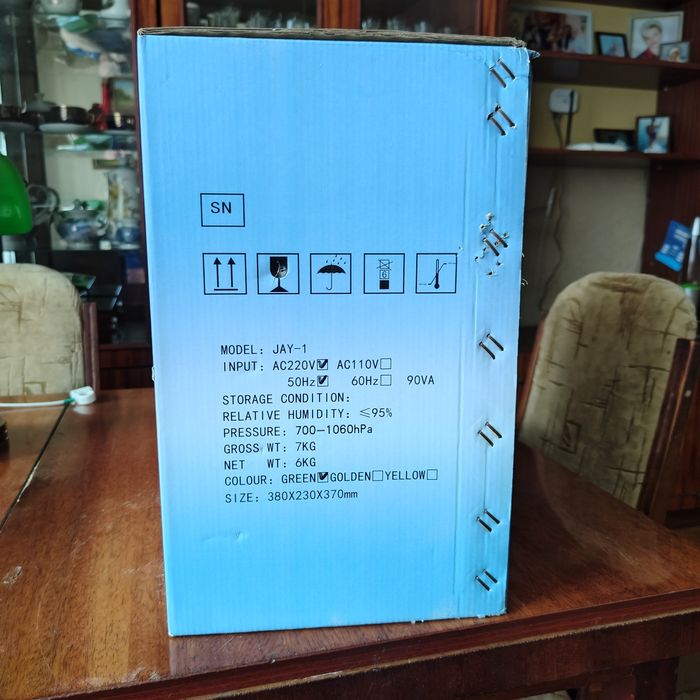 SN
6
MODEL: JAY-1
INPUT: AC220V☑ AC110V☐
50Hz☑ 60Hz☐ 90VA
STORAGE CONDITION:
RELATIVE HUMIDITY: ≤95%
PRESSURE: 700—1060hPa
GROSS WT: 7KG
NET WT: 6KG
COLOUR: GREEN☑GOLDEN☐YELLOW☐
SIZE: 380X230X370mm